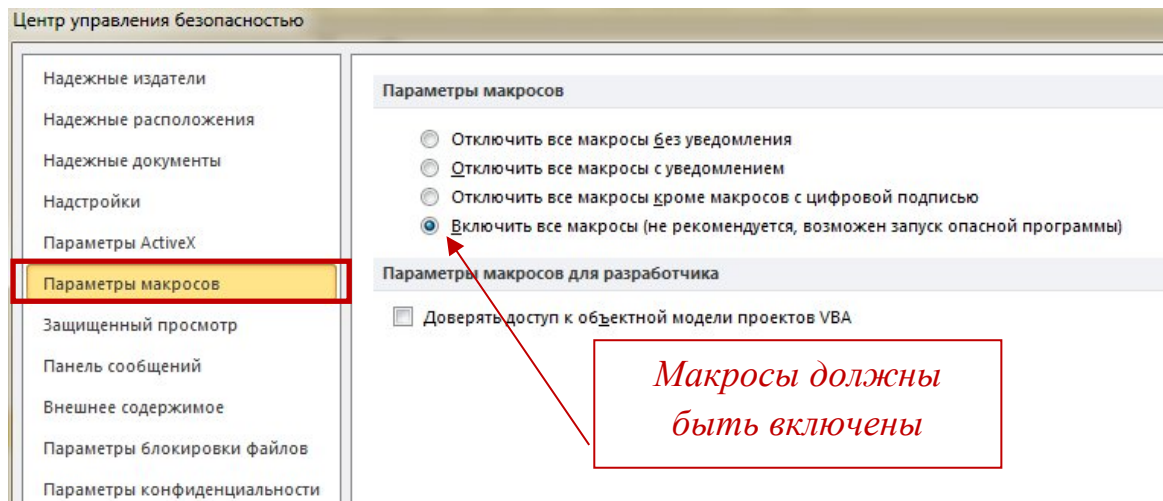 Центр управления безопасностью
Надежные издатели
Надежные расположения
Надежные документы
Надстройки
Параметры ActiveX
Параметры макросов
Защищенный просмотр
Панель сообщений
Внешнее содержимое
Параметры блокировки файлов
Параметры конфиденциальности
Параметры макросов
Отключить все макросы без уведомления
Отключить все макросы с уведомлением
Отключить все макросы кроме макросов с цифровой подписью
Включить все макросы (не рекомендуется, возможен запуск опасной программы)
Параметры макросов для разработчика
Доверять доступ к объектной модели проектов VBA
Макросы должны
быть включены